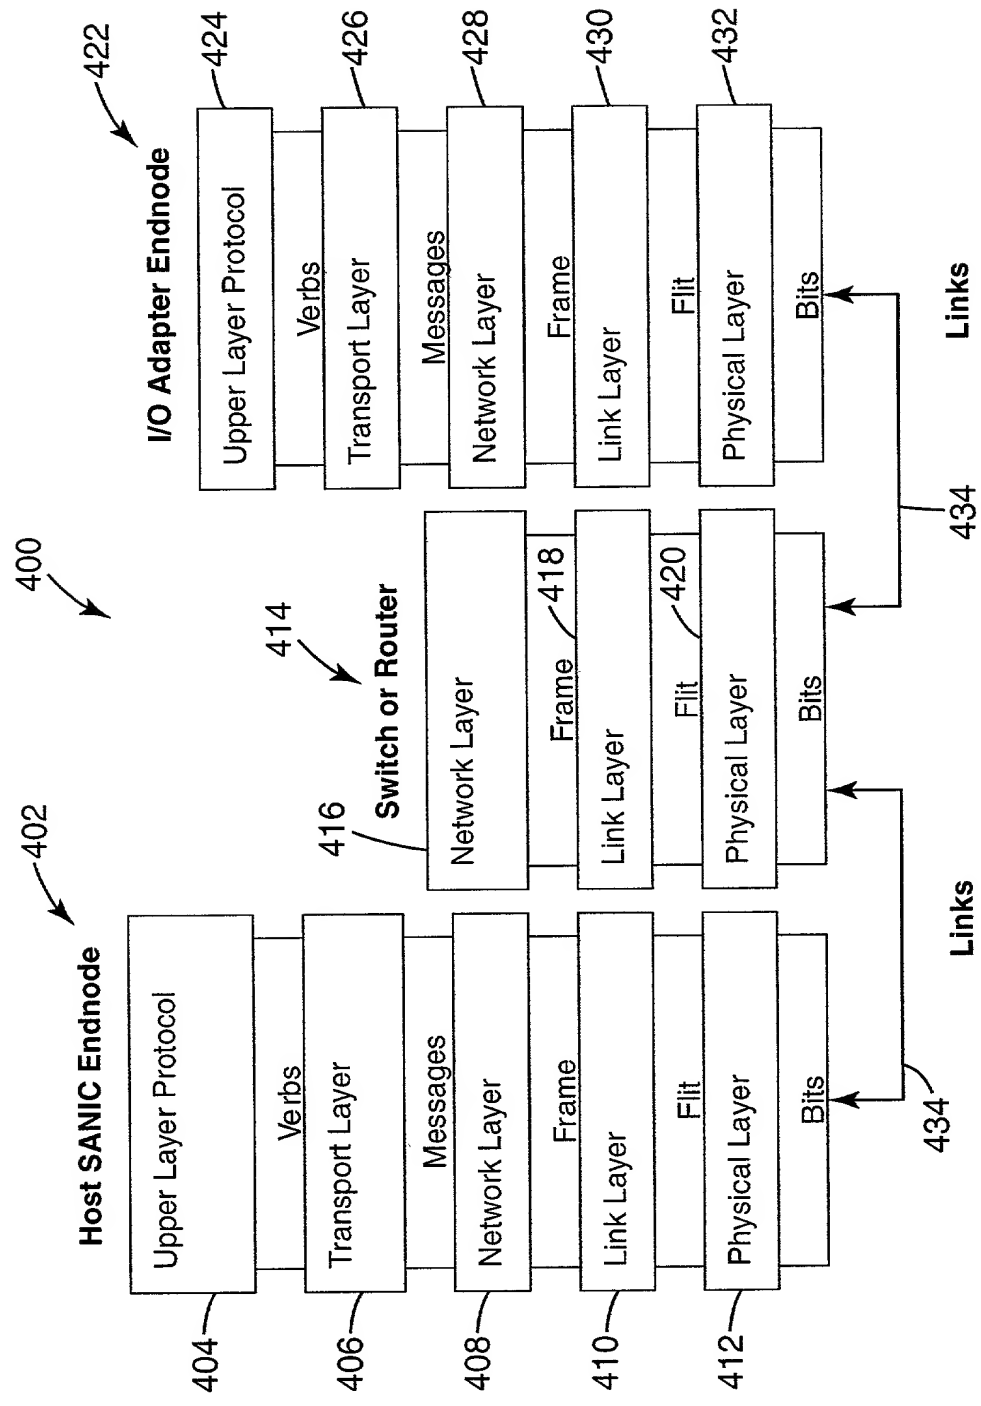 400
Host SANIC Endnode
402
Upper Layer Protocol
404
Verbs
Transport Layer
406
Messages
Network Layer
408
Frame
Link Layer
410
Flit
Physical Layer
412
Bits
Links
434
Switch or Router
414
Network Layer
416
Frame
418
Link Layer
Flit
420
Physical Layer
Bits
I/O Adapter Endnode
422
Upper Layer Protocol
424
Verbs
Transport Layer
426
Messages
Network Layer
428
Frame
Link Layer
430
Flit
Physical Layer
432
Bits
Links
434